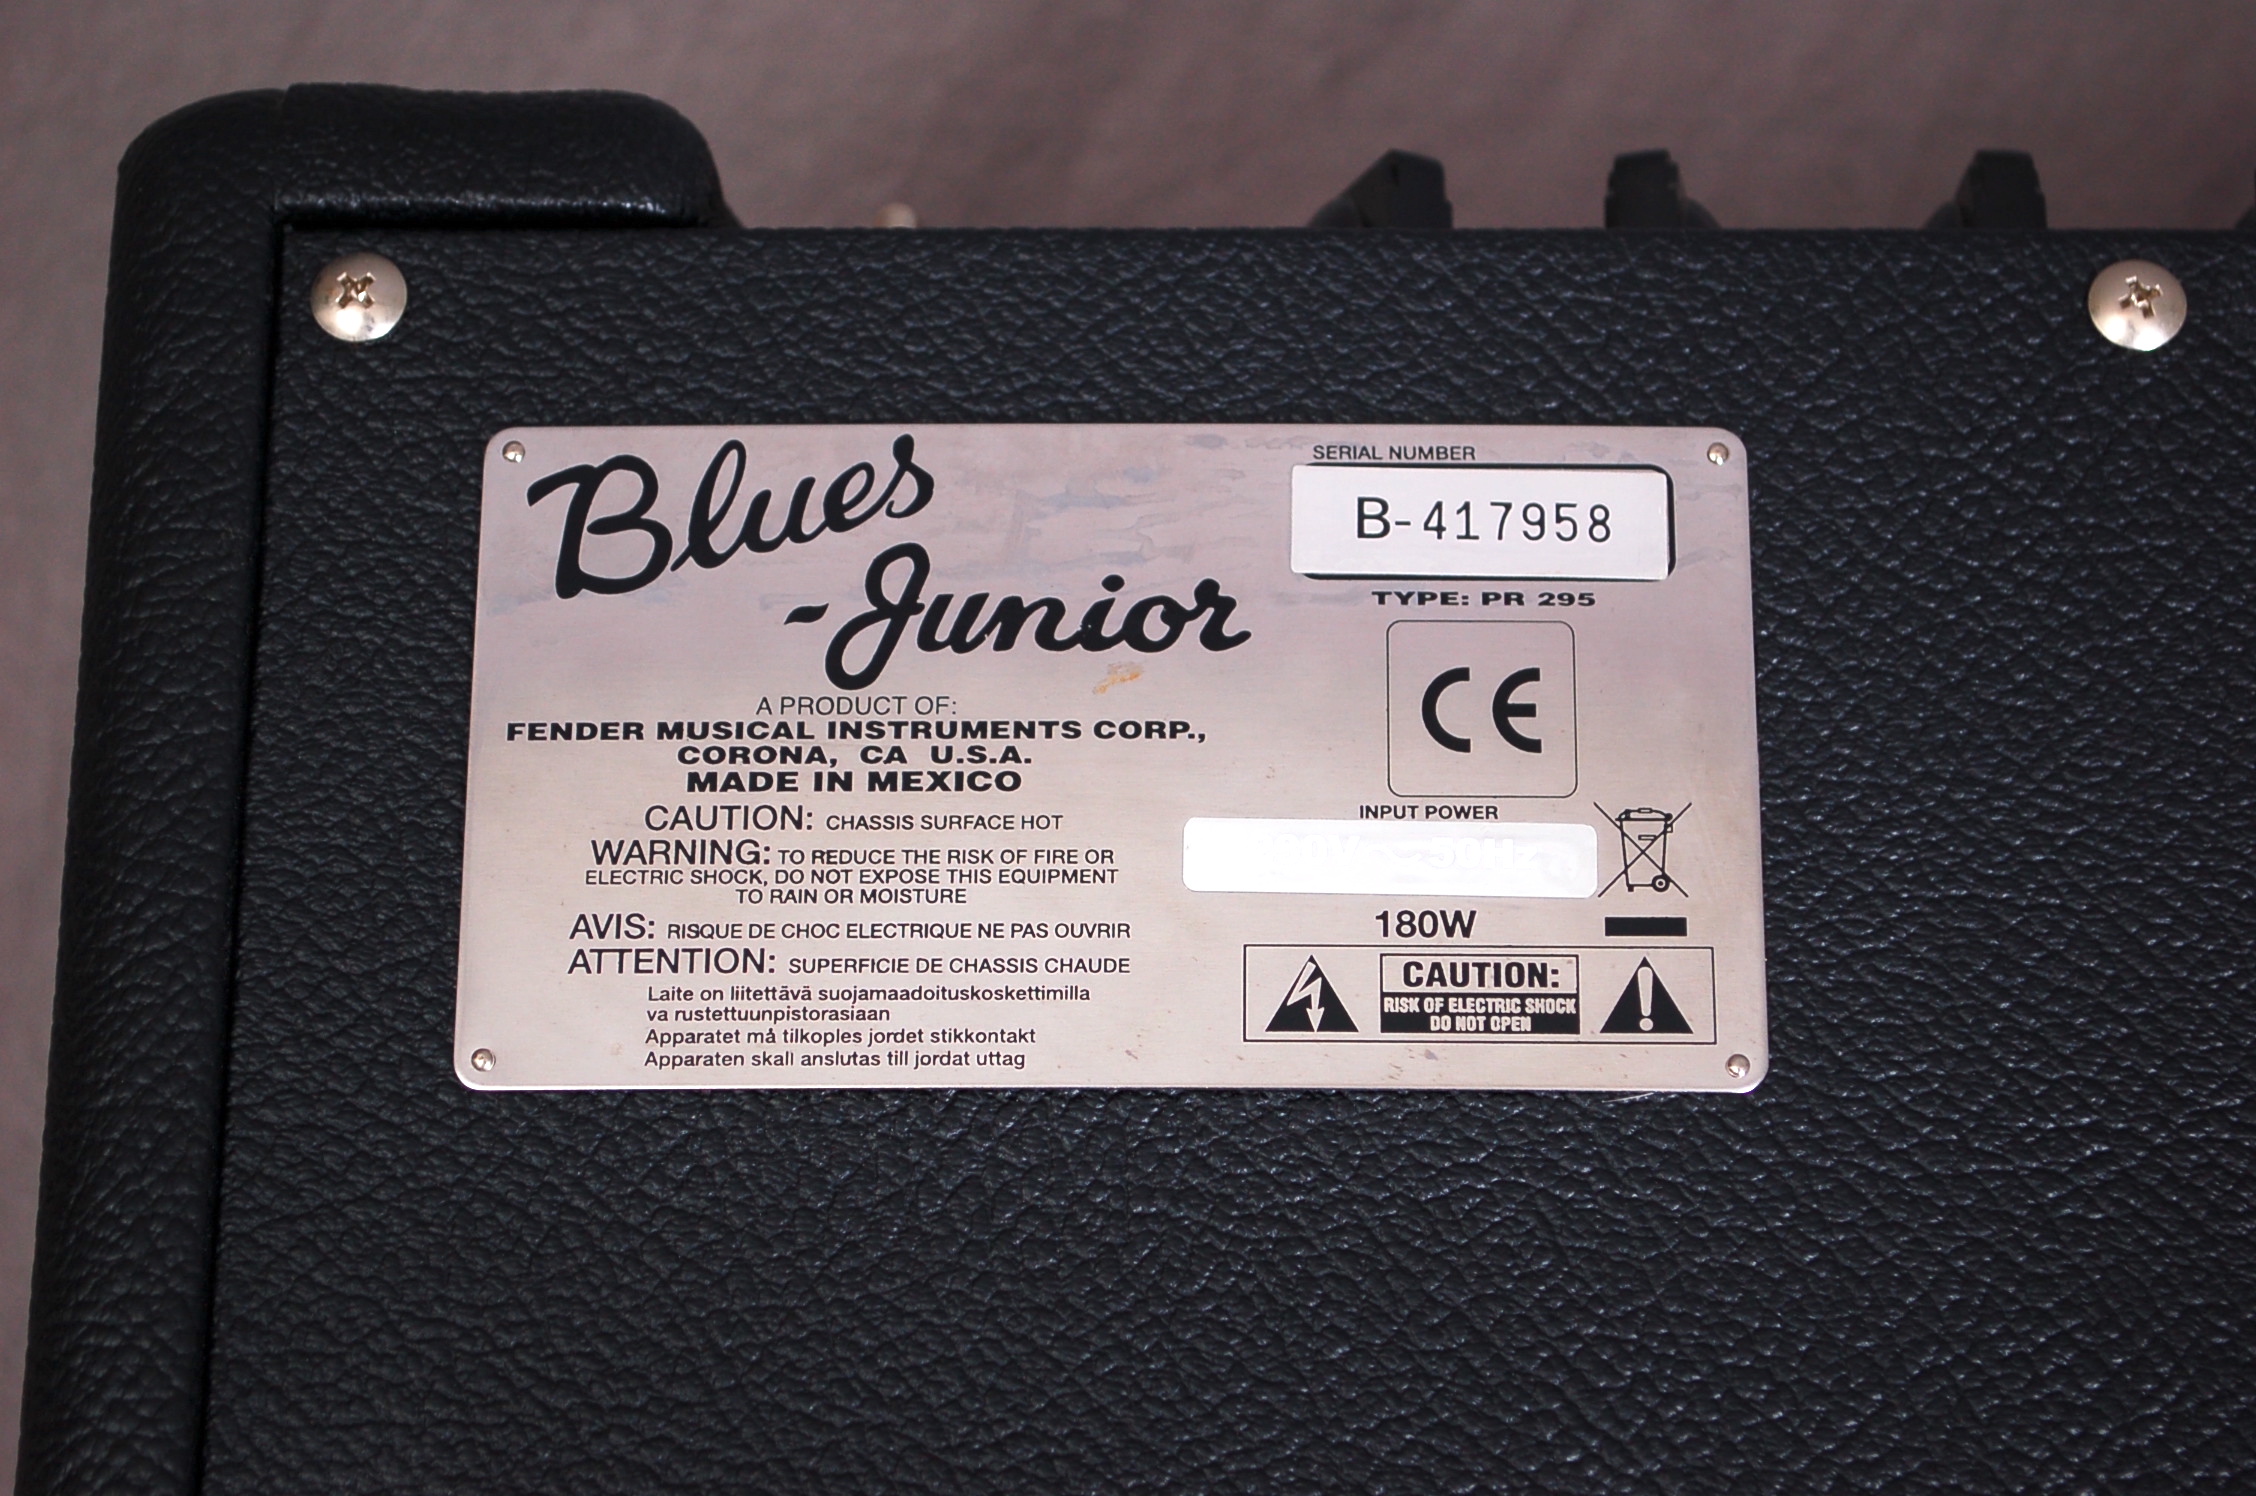 Blues
Junior
A PRODUCT OF:
FENDER MUSICAL INSTRUMENTS CORP.,
CORONA, CA U.S.A.
MADE IN MEXICO
CAUTION: CHASSIS SURFACE HOT
WARNING: TO REDUCE THE RISK OF FIRE OR
ELECTRIC SHOCK, DO NOT EXPOSE THIS EQUIPMENT
TO RAIN OR MOISTURE
AVIS: RISQUE DE CHOC ELECTRIQUE NE PAS OUVRIR
ATTENTION: SUPERFICIE DE CHASSIS CHAUDE
Laite on liitettävä suojamaadoituskoskettimilla
va rustettuunpistorasiaan
Apparatet må tilkoples jordet stikkontakt
Apparaten skall anslutas till jordat uttag
SERIAL NUMBER
B-417958
TYPE: PR 295
CE
INPUT POWER
180W
CAUTION:
RISK OF ELECTRIC SHOCK
DO NOT OPEN